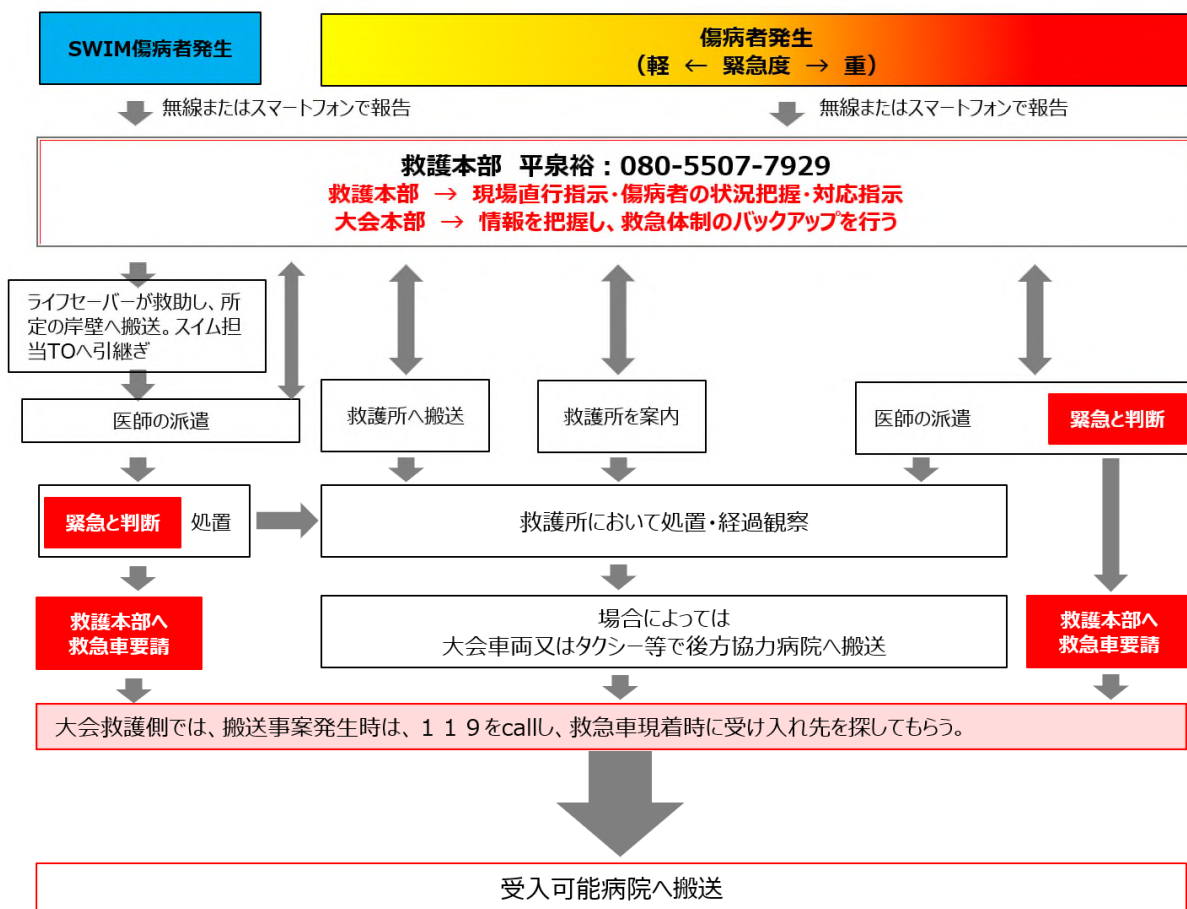 SWIM傷病者発生
傷病者発生
（軽 ← 緊急度 → 重）
無線またはスマートフォンで報告
無線またはスマートフォンで報告
救護本部 平泉裕：080-5507-7929
救護本部 → 現場直行指示・傷病者の状況把握・対応指示
大会本部 → 情報を把握し、救急体制のバックアップを行う
ライフセーバーが救助し、所
定の岸壁へ搬送。スイム担
当TOへ引継ぎ
医師の派遣
救護所へ搬送
救護所を案内
医師の派遣
緊急と判断
緊急と判断
処置
救護所において処置・経過観察
救護本部へ
救急車要請
場合によっては
大会車両又はタクシー等で後方協力病院へ搬送
救護本部へ
救急車要請
大会救護側では、搬送事案発生時は、１１９をcallし、救急車現着時に受け入れ先を探してもらう。
受入可能病院へ搬送